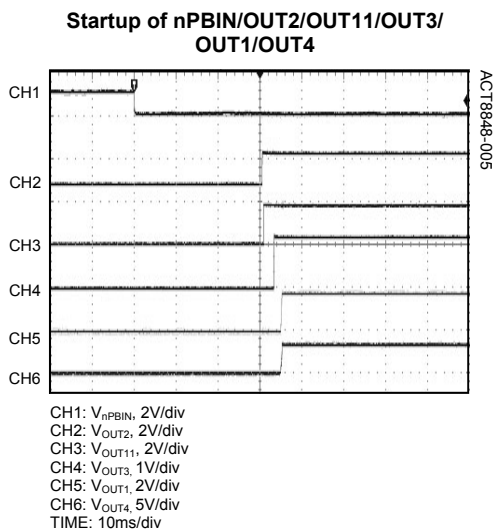 Startup of nPBIN/OUT2/OUT11/OUT3/
OUT1/OUT4
CH1
CH2
CH3
CH4
CH5
CH6
ACT8848-005
CH1: VnPBIN, 2V/div
CH2: VOUT2, 2V/div
CH3: VOUT11, 2V/div
CH4: VOUT3, 1V/div
CH5: VOUT1, 2V/div
CH6: VOUT4, 5V/div
TIME: 10ms/div